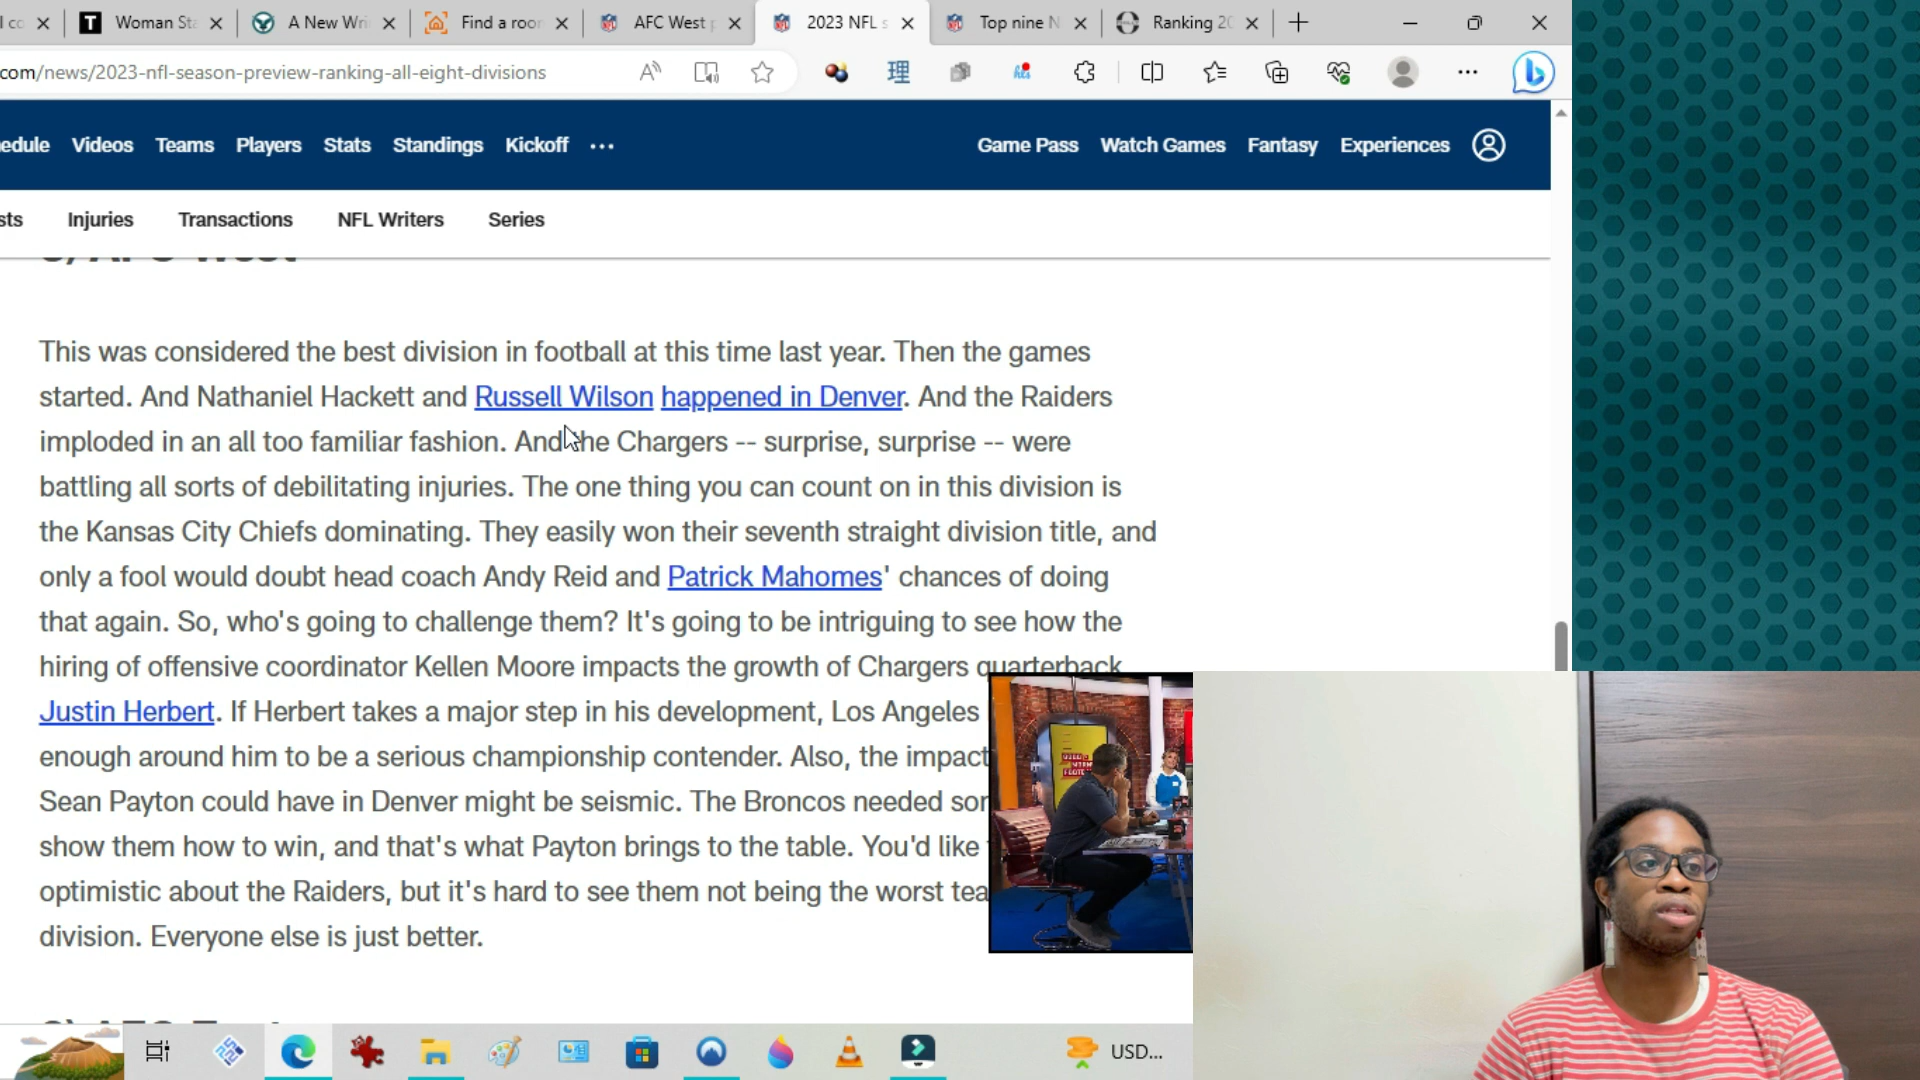 Woman Sta
A New Wri
Find a roor
AFC West p
2023 NFL s
Top nine N
Ranking 20
com/news/2023-nfl-season-preview-ranking-all-eight-divisions
edule Videos Teams Players Stats Standings Kickoff ...
Game Pass Watch Games Fantasy Experiences
sts Injuries Transactions NFL Writers Series
This was considered the best division in football at this time last year. Then the games
started. And Nathaniel Hackett and Russell Wilson happened in Denver. And the Raiders
imploded in an all too familiar fashion. And the Chargers -- surprise, surprise -- were
battling all sorts of debilitating injuries. The one thing you can count on in this division is
the Kansas City Chiefs dominating. They easily won their seventh straight division title, and
only a fool would doubt head coach Andy Reid and Patrick Mahomes' chances of doing
that again. So, who's going to challenge them? It's going to be intriguing to see how the
hiring of offensive coordinator Kellen Moore impacts the growth of Chargers quarterback
Justin Herbert. If Herbert takes a major step in his development, Los Angeles
enough around him to be a serious championship contender. Also, the impact
Sean Payton could have in Denver might be seismic. The Broncos needed sor
show them how to win, and that's what Payton brings to the table. You'd like
optimistic about the Raiders, but it's hard to see them not being the worst tea
division. Everyone else is just better.
USD...